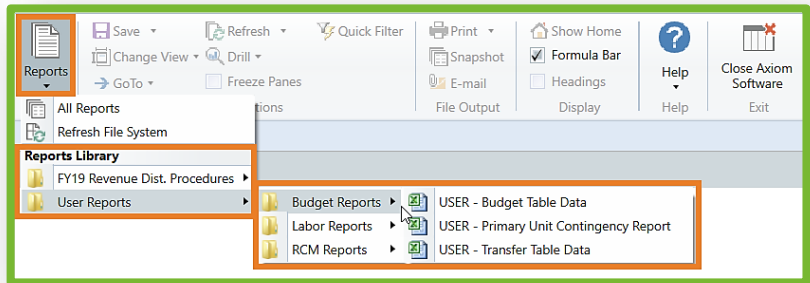 Reports
Save
Change View
GoTo
Refresh
Drill
Freeze Panes
Quick Filter
tions
Print
Snapshot
E-mail
File Output
Show Home
Formula Bar
Headings
Display
Help
Help
Close Axiom
Software
Exit
All Reports
Refresh File System
Reports Library
FY19 Revenue Dist. Procedures
User Reports
Budget Reports
Labor Reports
RCM Reports
USER - Budget Table Data
USER - Primary Unit Contingency Report
USER - Transfer Table Data